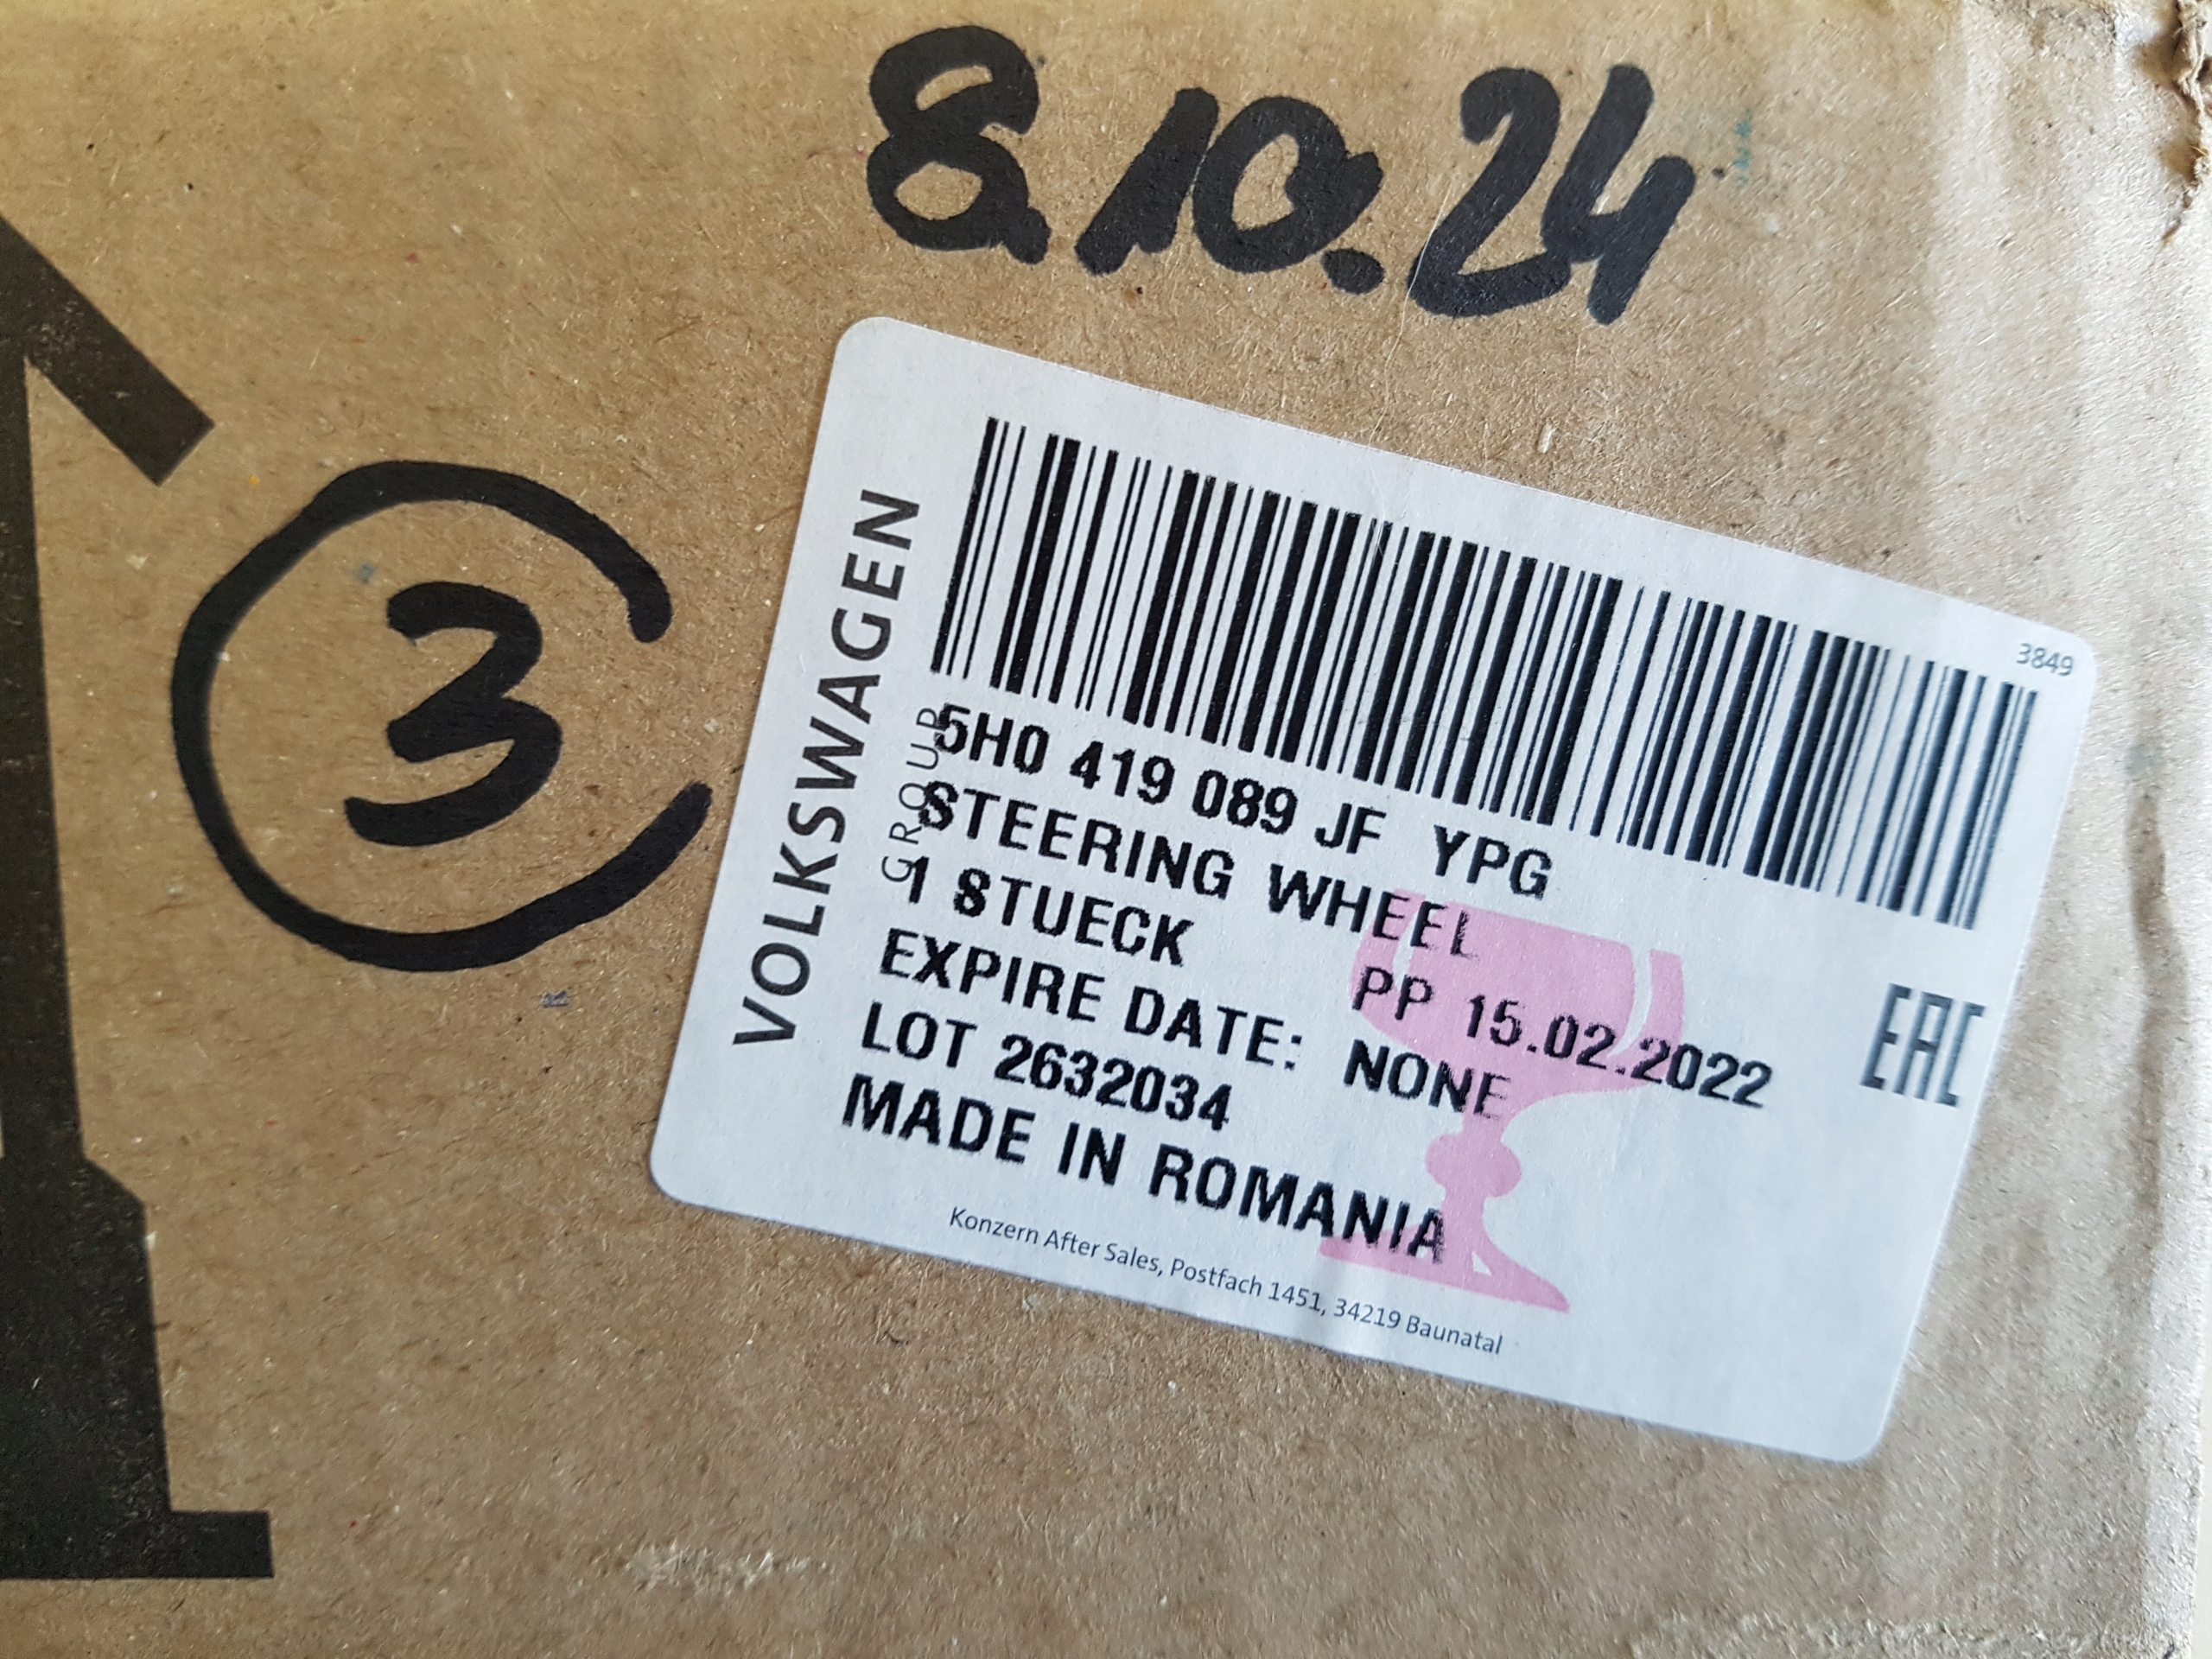 8.10.24
3
3849
VOLKSWAGEN
GROUP
5H0 419 089 JF YPG
STEERING WHEEL
1 STUECK PP 15.02.2022
EXPIRE DATE: NONE
LOT 2632034
MADE IN ROMANIA
EAC
Konzern After Sales, Postfach 1451, 34219 Baunatal